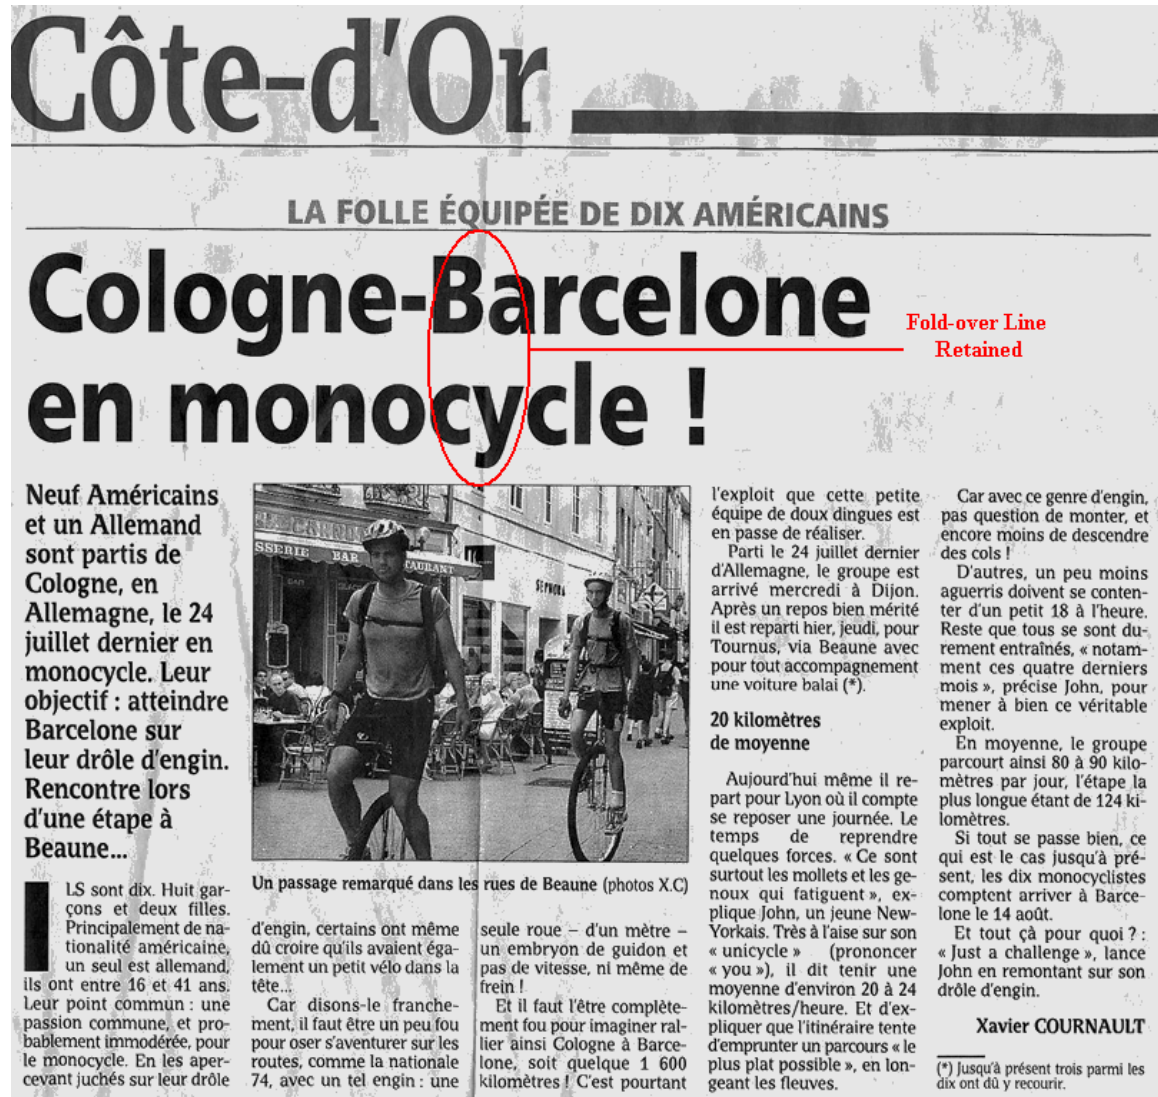 Côte-d'Or
LA FOLLE ÉQUIPÉE DE DIX AMÉRICAINS
Cologne-Barcelone
en monocycle !
Fold-over Line
Retained
Neuf Américains
et un Allemand
sont partis de
Cologne, en
Allemagne, le 24
juillet dernier en
monocycle. Leur
objectif : atteindre
Barcelone sur
leur drôle d'engin.
Rencontre lors
d'une étape à
Beaune...
SSERIE BAR RESTAURANT
BAR
SEPHORA
Un passage remarqué dans les rues de Beaune (photos X.C)
ILS sont dix. Huit gar-
çons et deux filles.
Principalement de na-
tionalité américaine,
un seul est allemand,
ils ont entre 16 et 41 ans.
Leur point commun : une
passion commune, et pro-
bablement immodérée, pour
le monocycle. En les aper-
cevant juchés sur leur drôle
d'engin, certains ont même
dû croire qu'ils avaient éga-
lement un petit vélo dans la
tête...
Car disons-le franche-
ment, il faut être un peu fou
pour oser s'aventurer sur les
routes, comme la nationale
74, avec un tel engin : une
seule roue – d'un mètre –
un embryon de guidon et
pas de vitesse, ni même de
frein !
Et il faut l'être complète-
ment fou pour imaginer ral-
lier ainsi Cologne à Barce-
lone, soit quelque 1 600
kilomètres ! C'est pourtant
l'exploit que cette petite
équipe de doux dingues est
en passe de réaliser.
Parti le 24 juillet dernier
d'Allemagne, le groupe est
arrivé mercredi à Dijon.
Après un repos bien mérité
il est reparti hier, jeudi, pour
Tournus, via Beaune avec
pour tout accompagnement
une voiture balai (*).
20 kilomètres
de moyenne
Aujourd'hui même il re-
part pour Lyon où il compte
se reposer une journée. Le
temps de reprendre
quelques forces. « Ce sont
surtout les mollets et les ge-
noux qui fatiguent », ex-
plique John, un jeune New-
Yorkais. Très à l'aise sur son
« unicycle » (prononcer
« you »), il dit tenir une
moyenne d'environ 20 à 24
kilomètres/heure. Et d'ex-
pliquer que l'itinéraire tente
d'emprunter un parcours « le
plus plat possible », en lon-
geant les fleuves.
Car avec ce genre d'engin,
pas question de monter, et
encore moins de descendre
des cols !
D'autres, un peu moins
aguerris doivent se conten-
ter d'un petit 18 à l'heure.
Reste que tous se sont du-
rement entraînés, « notam-
ment ces quatre derniers
mois », précise John, pour
mener à bien ce véritable
exploit.
En moyenne, le groupe
parcourt ainsi 80 à 90 kilo-
mètres par jour, l'étape la
plus longue étant de 124 ki-
lomètres.
Si tout se passe bien, ce
qui est le cas jusqu'à pré-
sent, les dix monocyclistes
comptent arriver à Barce-
lone le 14 août.
Et tout çà pour quoi ? :
« Just a challenge », lance
John en remontant sur son
drôle d'engin.
Xavier COURNAULT
(*) Jusqu'à présent trois parmi les
dix ont dû y recourir.